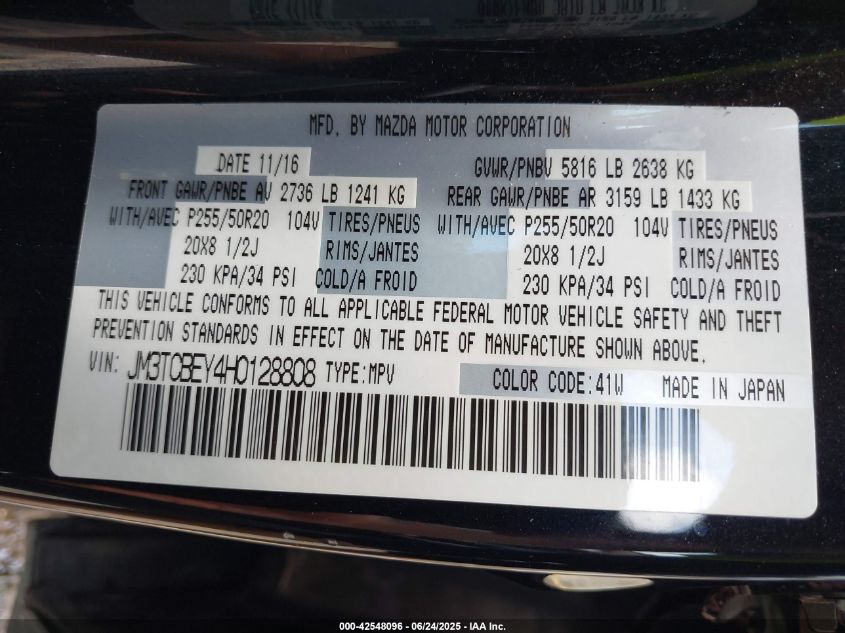 MFD. BY MAZDA MOTOR CORPORATION
DATE 11/16 GVWR/PNBV 5816 LB 2638 KG
FRONT GAWR/PNBE AV 2736 LB 1241 KG REAR GAWR/PNBE AR 3159 LB 1433 KG
WITH/AVEC P255/50R20 104V TIRES/PNEUS WITH/AVEC P255/50R20 104V TIRES/PNEUS
20X8 1/2J RIMS/JANTES 20X8 1/2J RIMS/JANTES
230 KPA/34 PSI COLD/A FROID 230 KPA/34 PSI COLD/A FROID
THIS VEHICLE CONFORMS TO ALL APPLICABLE FEDERAL MOTOR VEHICLE SAFETY AND THEFT
PREVENTION STANDARDS IN EFFECT ON THE DATE OF MANUFACTURE SHOWN ABOVE.
VIN: JM3TCBEY4H0128808 TYPE:MPV COLOR CODE:41W MADE IN JAPAN
000-42548096 - 06/24/2025 - IAA Inc.